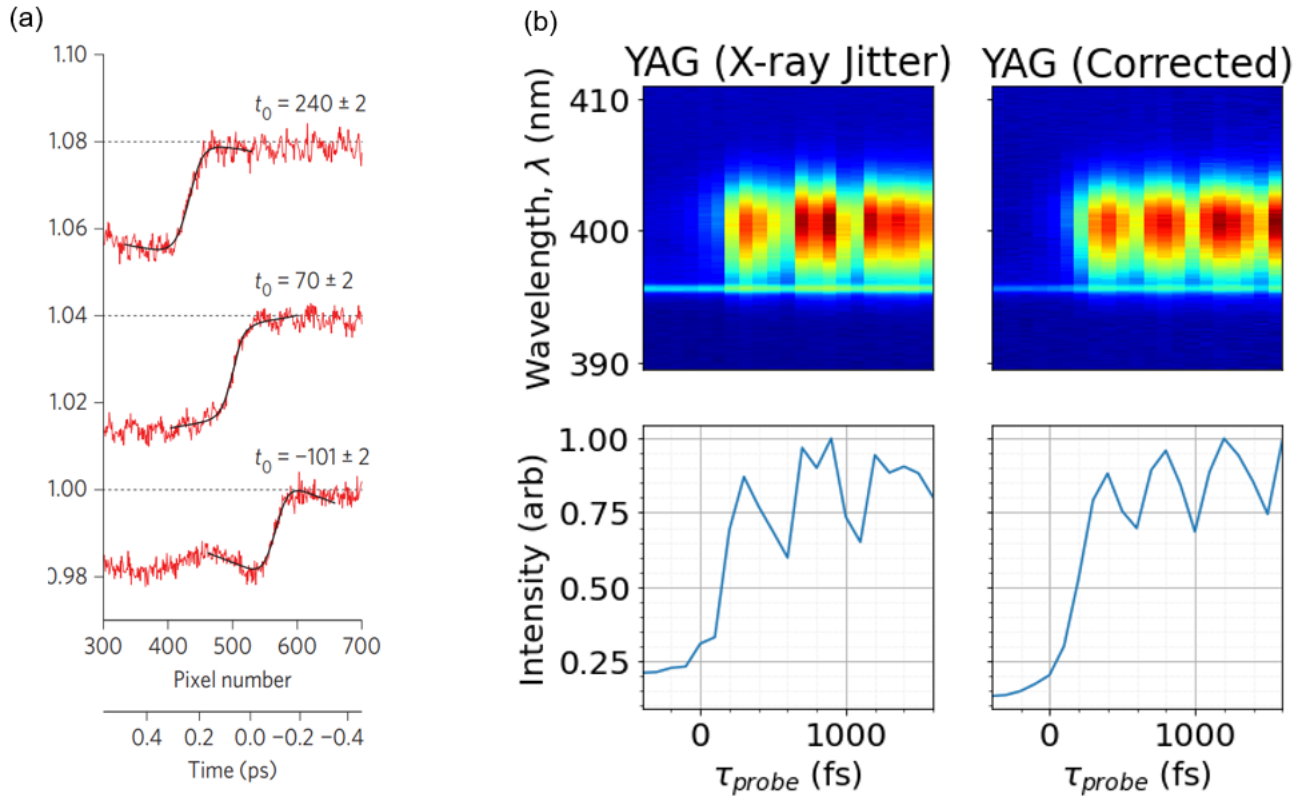 (a)
1.10
t₀ = 240 ± 2
1.08
1.06
t₀ = 70 ± 2
1.04
1.02
t₀ = −101 ± 2
1.00
0.98
300 400 500 600 700
Pixel number
0.4 0.2 0.0 −0.2 −0.4
Time (ps)
(b)
YAG (X-ray Jitter) YAG (Corrected)
Wavelength, λ (nm)
410
400
390
Intensity (arb)
1.00
0.75
0.50
0.25
0 1000 0 1000
τprobe (fs) τprobe (fs)